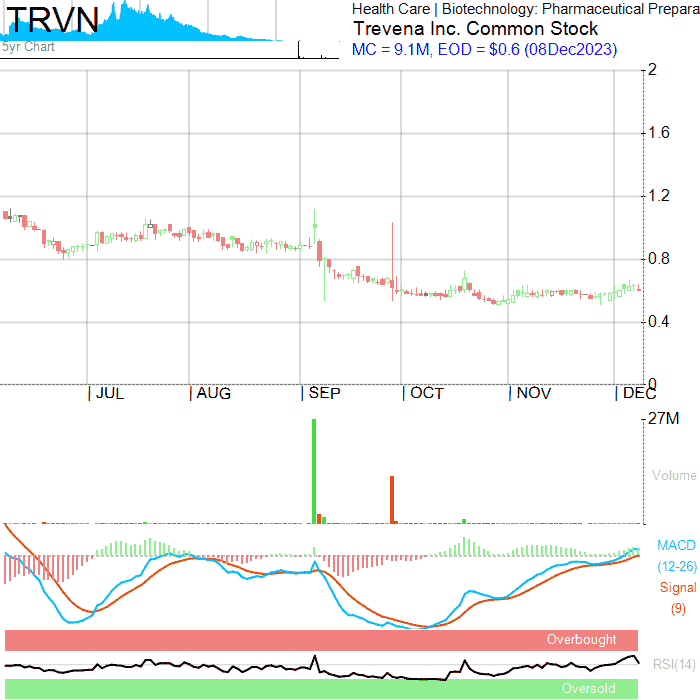 TRVN
Health Care | Biotechnology: Pharmaceutical Prepara
Trevena Inc. Common Stock
5yr Chart
MC = 9.1M, EOD = $0.6 (08Dec2023)
2
1.6
1.2
0.8
0.4
0
JUL AUG SEP OCT NOV DEC
27M
Volume
MACD
(12-26)
Signal
(9)
Overbought
RSI(14)
Oversold